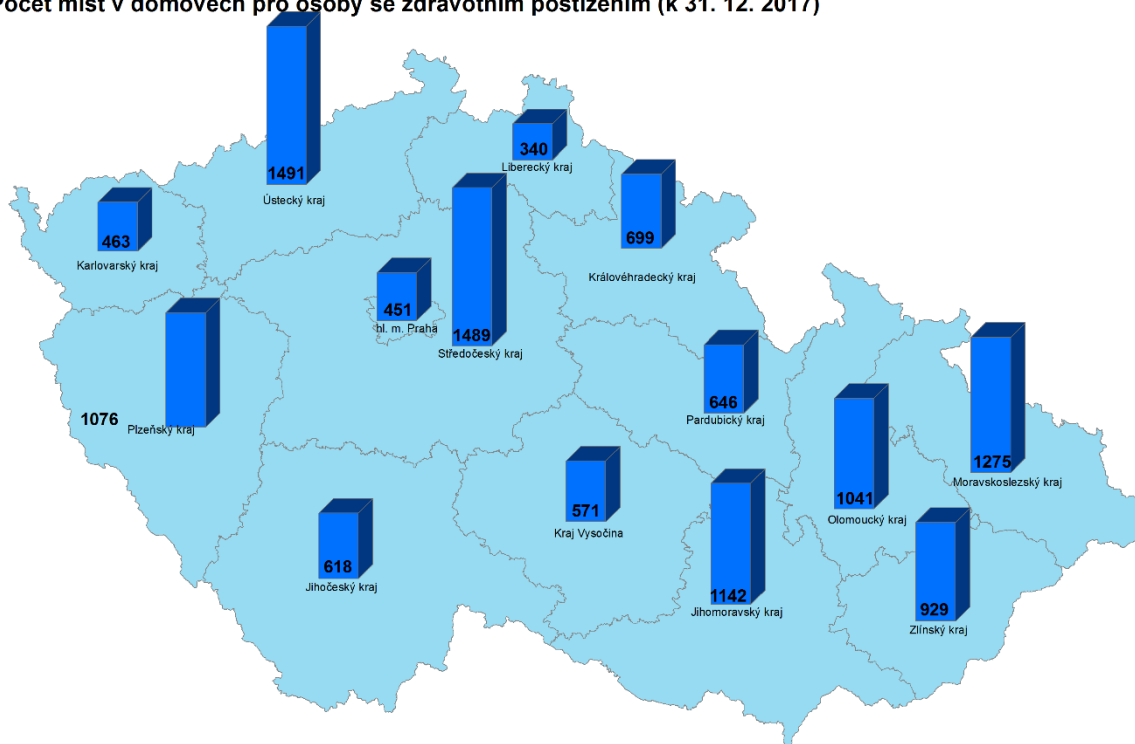 Počet míst v domovech pro osoby se zdravotním postižením (k 31. 12. 2017)
340
Liberecký kraj
1491
Ústecký kraj
463
Karlovarský kraj
699
Královéhradecký kraj
451
hl. m. Praha
1489
Středočeský kraj
1076
Plzeňský kraj
646
Pardubický kraj
1275
Moravskoslezský kraj
1041
Olomoucký kraj
571
Kraj Vysočina
618
Jihočeský kraj
1142
Jihomoravský kraj
929
Zlínský kraj